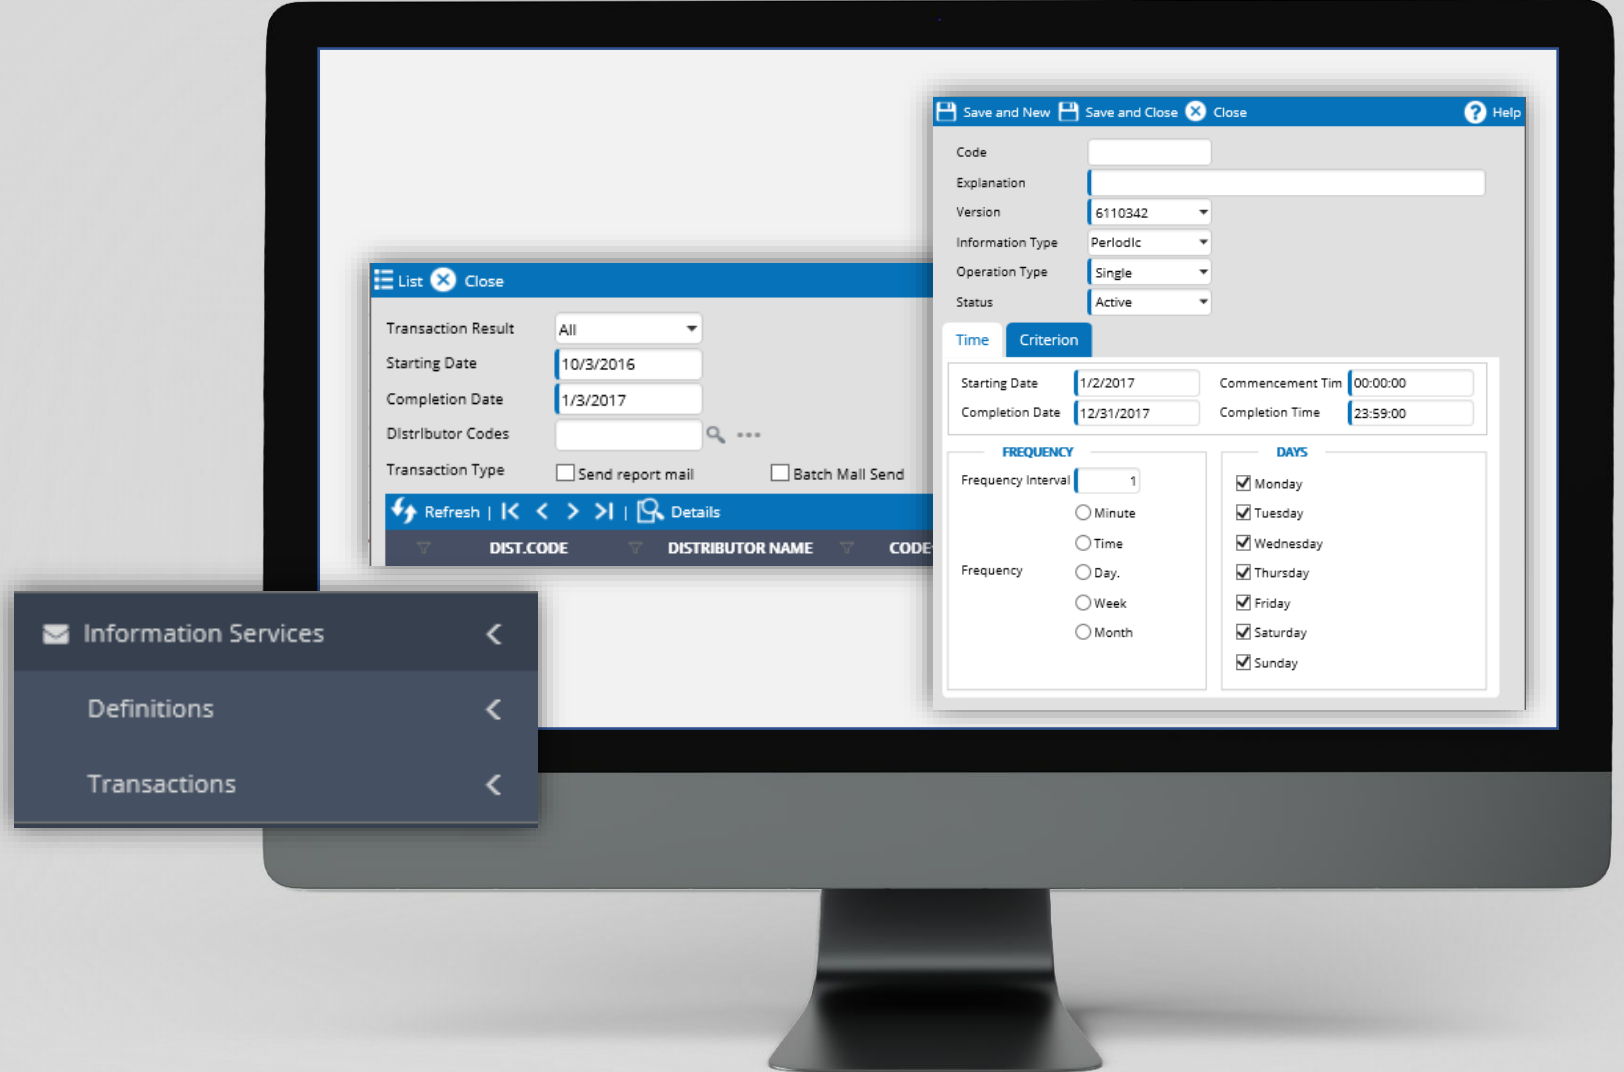 Save and New Save and Close Close Help
Code
Explanation
Version 6110342
Information Type Perlodlc
Operation Type Single
Status Active
Time Criterion
Starting Date 1/2/2017 Commencement Tim 00:00:00
Completion Date 12/31/2017 Completion Time 23:59:00
FREQUENCY DAYS
Frequency Interval 1
Minute
Time
Frequency Day.
Week
Month
Monday
Tuesday
Wednesday
Thursday
Friday
Saturday
Sunday
List Close
Transaction Result All
Starting Date 10/3/2016
Completion Date 1/3/2017
Dlstrlbutor Codes
Transaction Type Send report mail Batch Mall Send
Refresh | | Details
DIST.CODE DISTRIBUTOR NAME CODE
Information Services
Definitions
Transactions